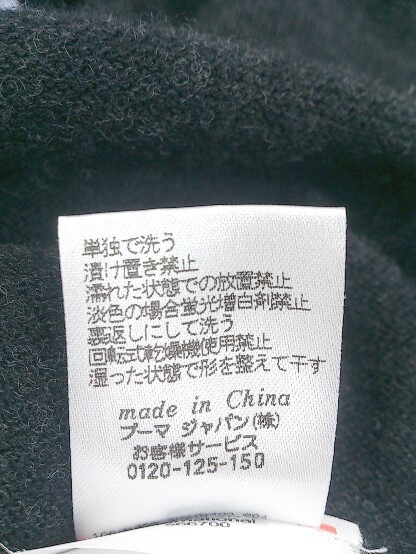 単独で洗う
漬け置き禁止
濡れた状態での放置禁止
淡色の場合蛍光増白剤禁止
裏返しにして洗う
回転式乾燥機使用禁止
湿った状態で形を整えて干す
made in China
プーマ ジャパン(株)
お客様サービス
0120-125-150